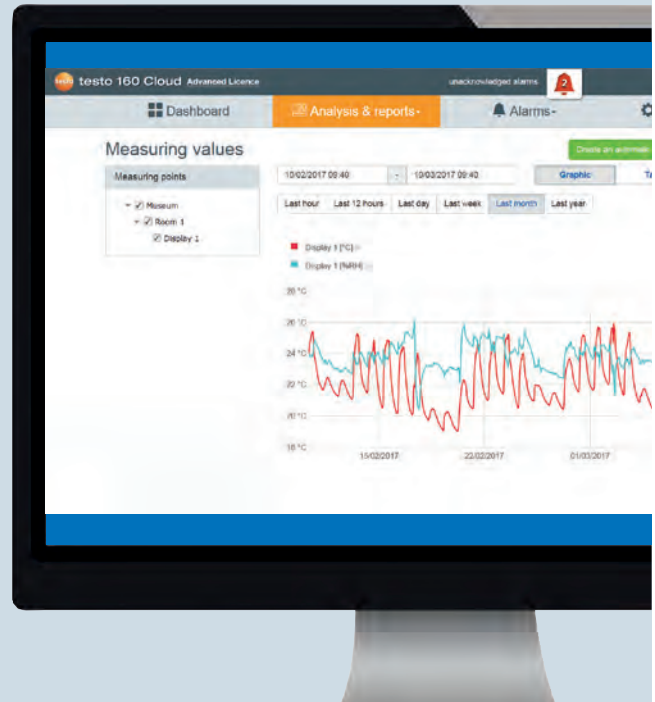 testo
testo 160 Cloud Advanced Licence
unacknowledged alarms
2
Dashboard
Analysis & reports
Alarms
Measuring values
Create an automatic
Measuring points
10/02/2017 09:40 - 10/03/2017 09:40
Graphic
Ta
Museum
Room 1
Display 1
Last hour Last 12 hours Last day Last week Last month Last year
Display 1 [°C]
Display 1 [%RH]
28 °C
26 °C
24 °C
22 °C
20 °C
18 °C
15/02/2017 22/02/2017 01/03/2017